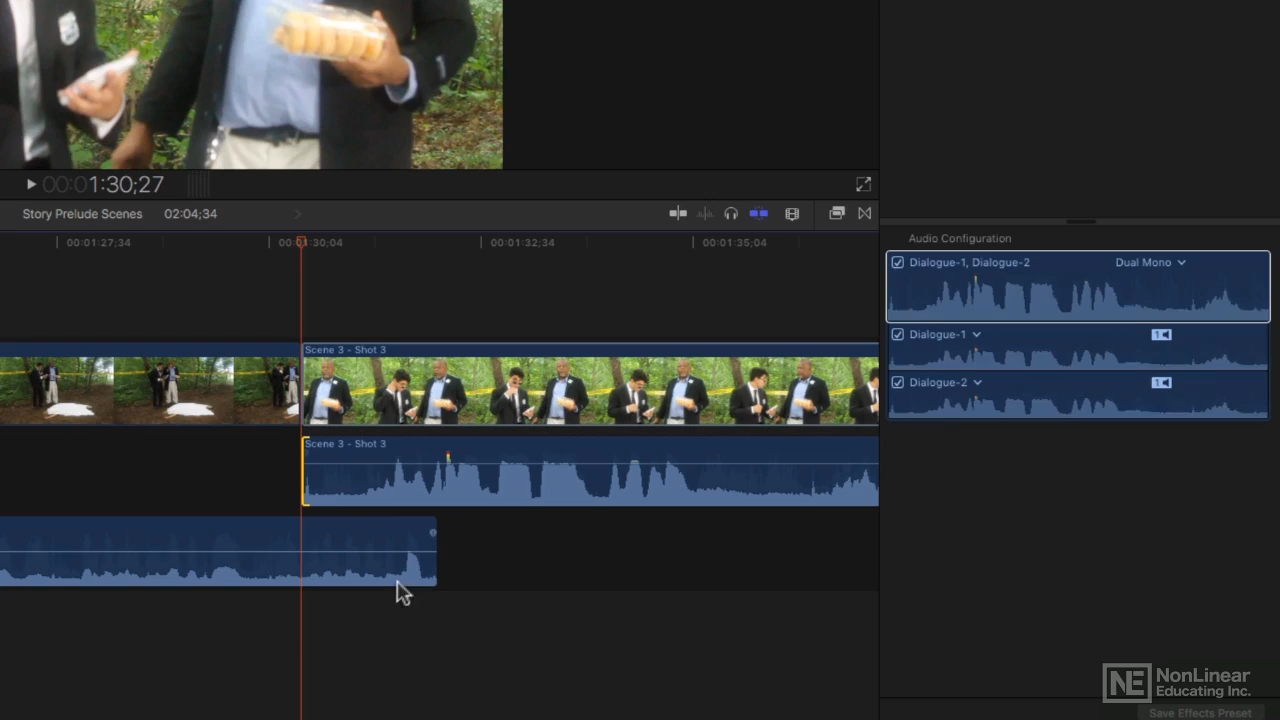 00:01:30;27
Story Prelude Scenes 02:04;34
00:01:27;34 00:01:30;04 00:01:32;34 00:01:35;04
Scene 3 - Shot 3
Scene 3 - Shot 3
Audio Configuration
Dialogue-1, Dialogue-2 Dual Mono
Dialogue-1 1
Dialogue-2 1
NE NonLinear
Educating Inc.
Save Effects Preset